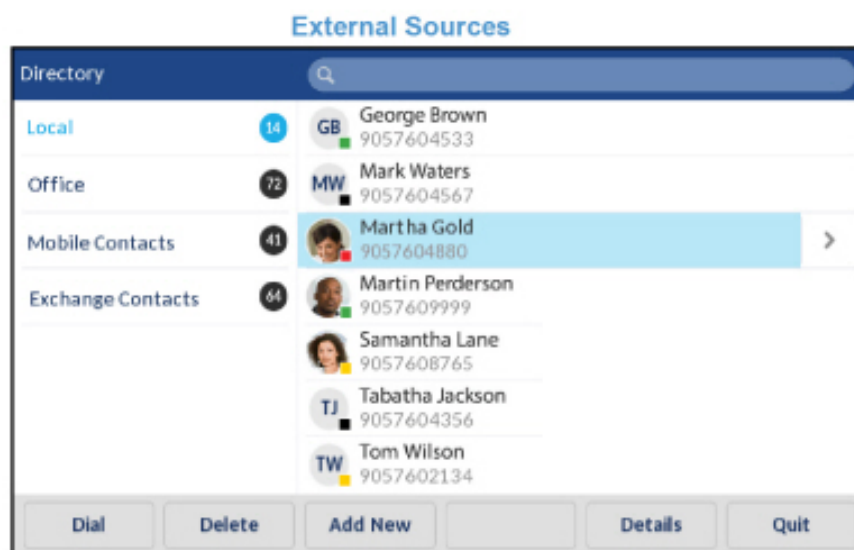 External Sources
Directory
Local 14
Office 72
Mobile Contacts 41
Exchange Contacts 64
GB George Brown
9057604533
MW Mark Waters
9057604567
Martha Gold
9057604880
Martin Perderson
9057609999
Samantha Lane
9057608765
TJ Tabatha Jackson
9057604356
TW Tom Wilson
9057602134
Dial Delete Add New Details Quit